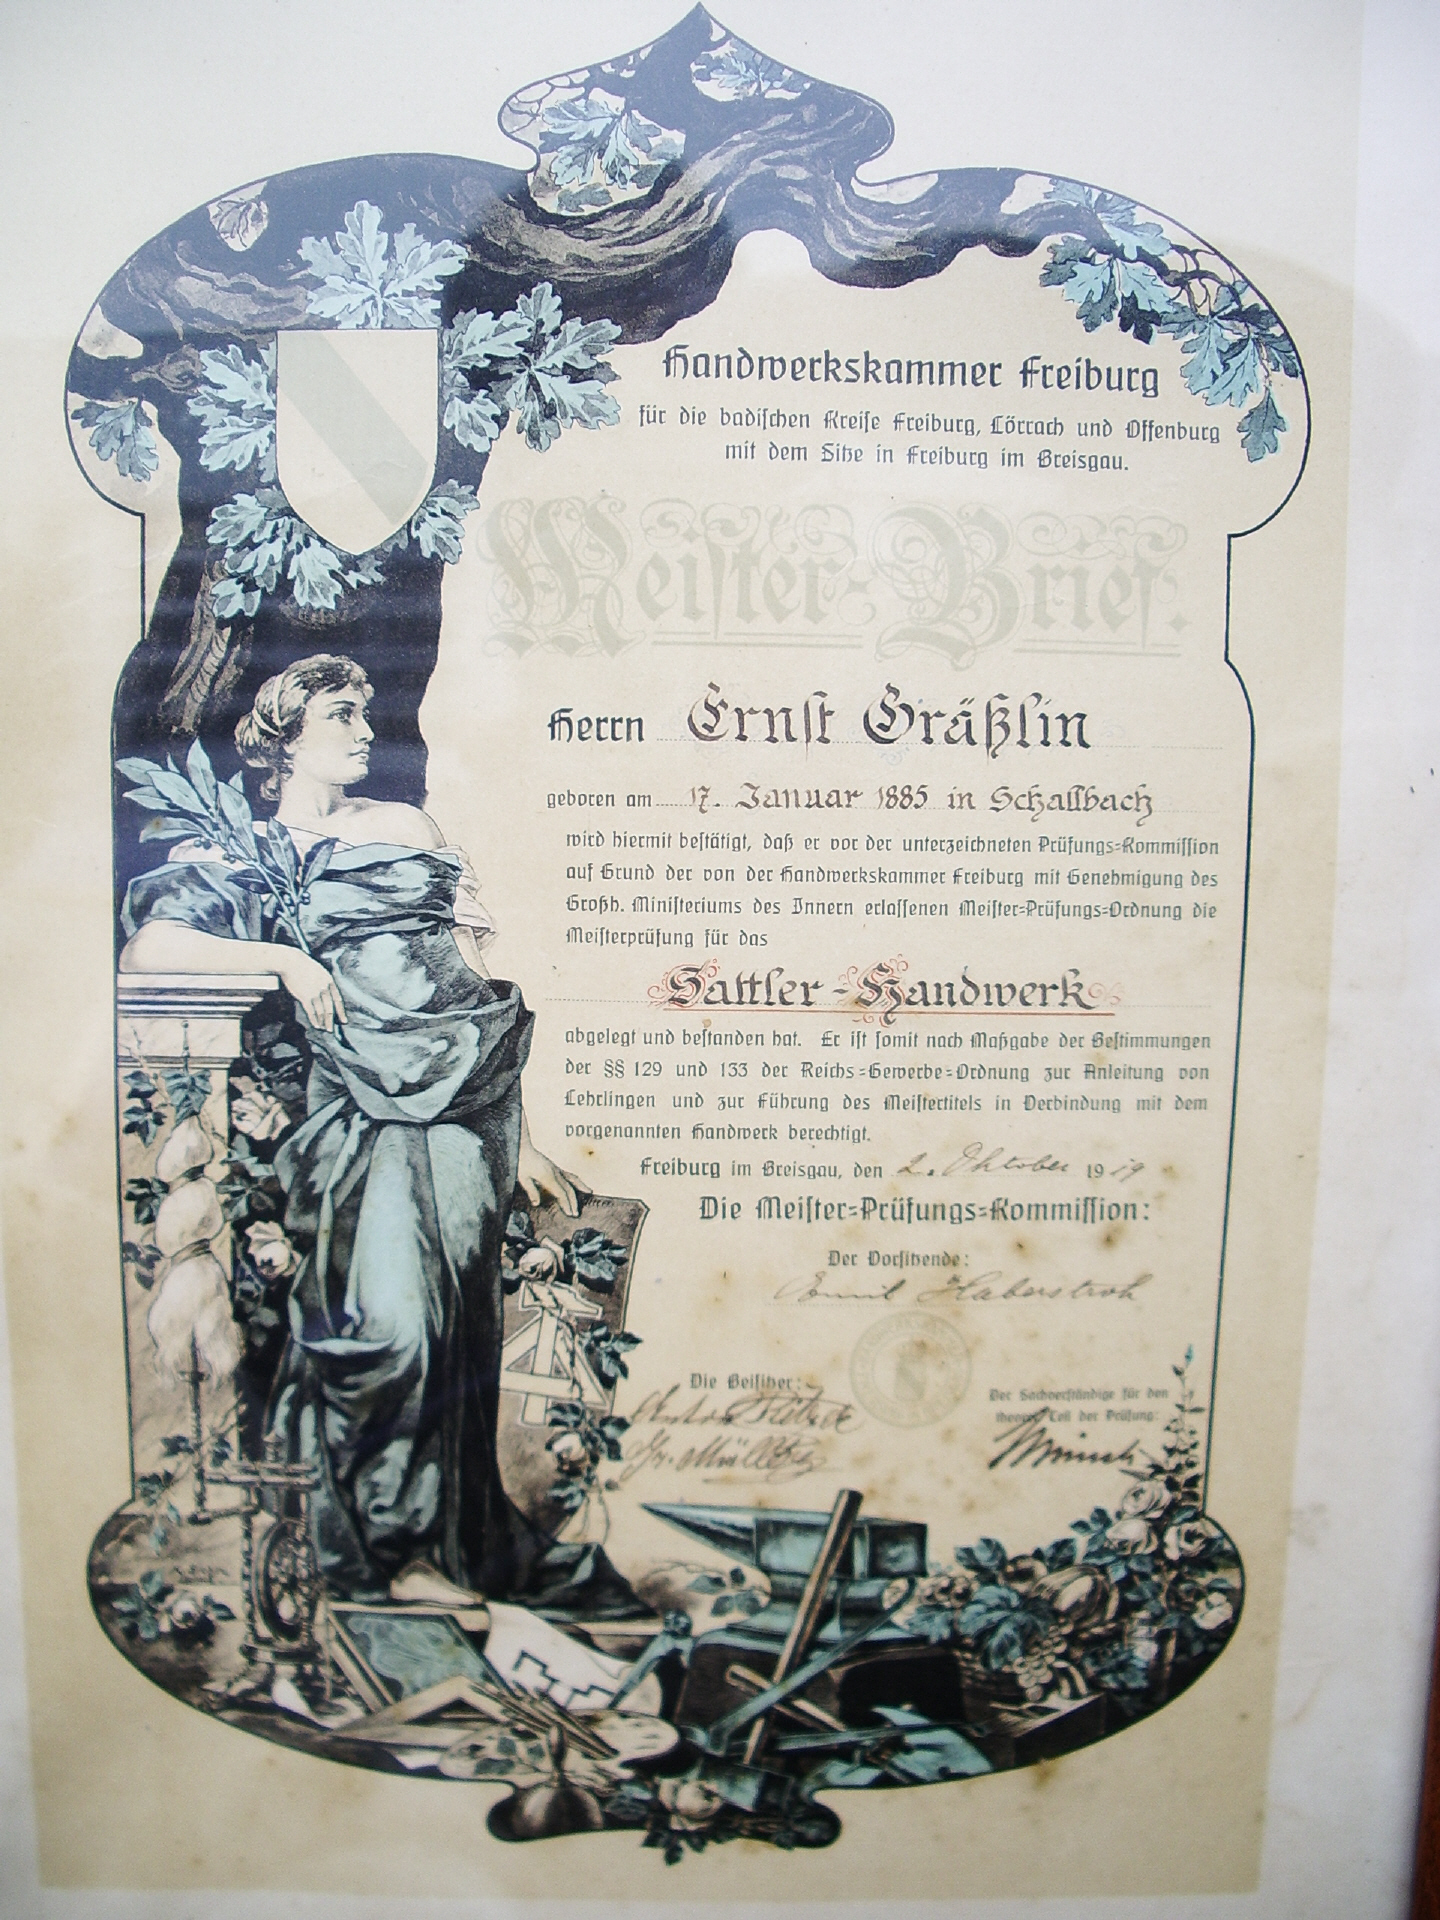 Handwerkskammer Freiburg
für die badischen Kreise Freiburg, Lörrach und Offenburg
mit dem Sitze in Freiburg im Breisgau.
Meister-Brief.
Herrn Ernst Gräßlin
geboren am 17. Januar 1885 in Schallbach
wird hiermit bestätigt, daß er vor der unterzeichneten Prüfungs-Kommission
auf Grund der von der Handwerkskammer Freiburg mit Genehmigung des
Großh. Ministeriums des Innern erlassenen Meister-Prüfungs-Ordnung die
Meisterprüfung für das
Sattler-Handwerk
abgelegt und bestanden hat. Er ist somit nach Maßgabe der Bestimmungen
der §§ 129 und 133 der Reichs-Gewerbe-Ordnung zur Anleitung von
Lehrlingen und zur Führung des Meistertitels in Verbindung mit dem
vorgenannten Handwerk berechtigt.
Freiburg im Breisgau, den 2. Oktober 1919
Die Meister-Prüfungs-Kommission:
Der Vorsitzende:
Emil Haberstroh
Die Beisitzer:
Anton
Fr. Müller
Der Sachverständige für den
theoret. Teil der Prüfung: